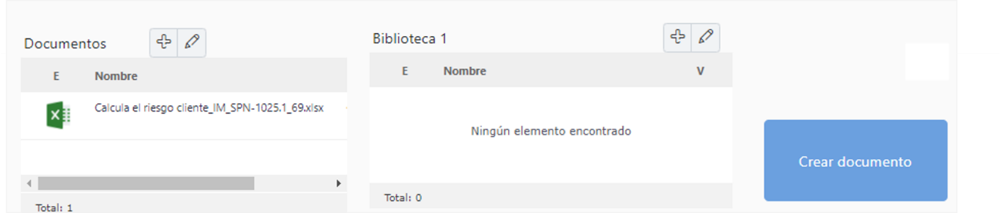 Documentos
E Nombre
Calcula el riesgo cliente_IM_SPN-1025.1_69.xlsx
Total: 1
Biblioteca 1
E Nombre V
Ningún elemento encontrado
Total: 0
Crear documento